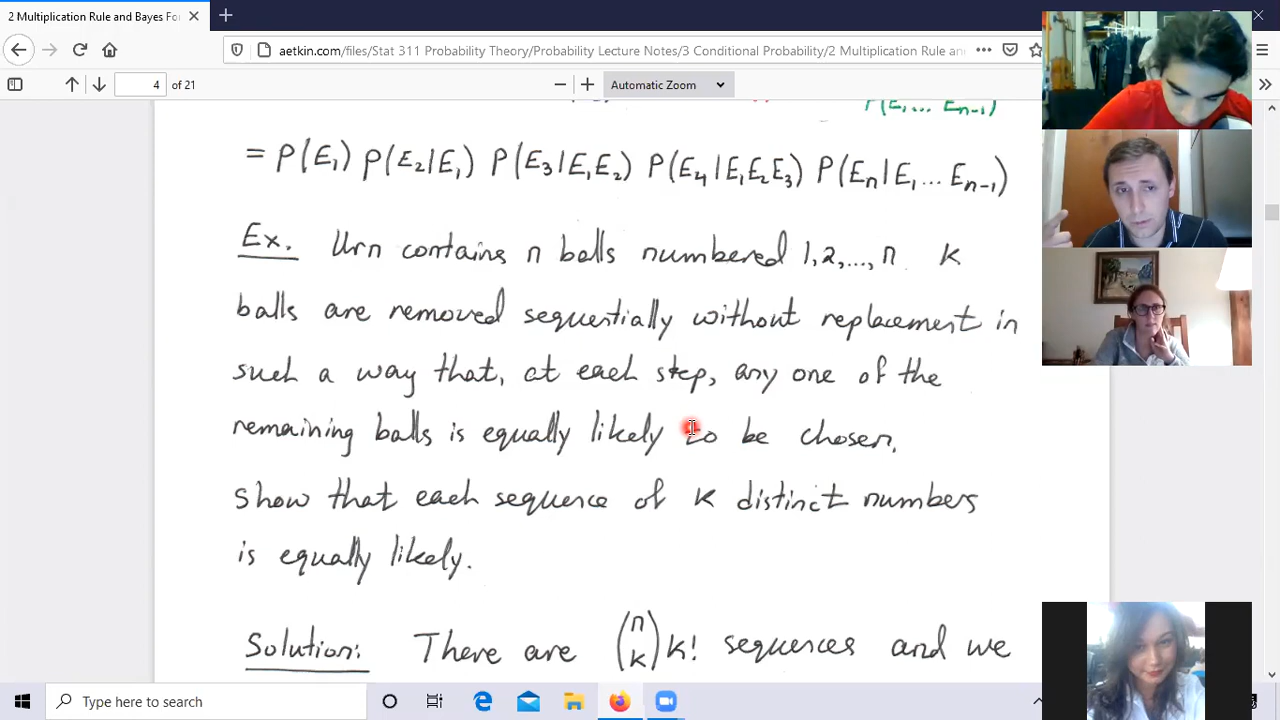 2 Multiplication Rule and Bayes Fo
aetkin.com/files/Stat 311 Probability Theory/Probability Lecture Notes/3 Conditional Probability/2 Multiplication Rule and
4 of 21
Automatic Zoom
P(E₁... Eₙ₋₁)
= P(E₁) P(E₂|E₁) P(E₃|E₁E₂) P(E₄|E₁E₂E₃) P(Eₙ|E₁... Eₙ₋₁)
Ex. Urn contains n balls numbered 1,2,...,n. K
balls are removed sequentially without replacement in
such a way that, at each step, any one of the
remaining balls is equally likely to be chosen.
Show that each sequence of k distinct numbers
is equally likely.
Solution: There are (n k) k! sequences and we
Type here to search